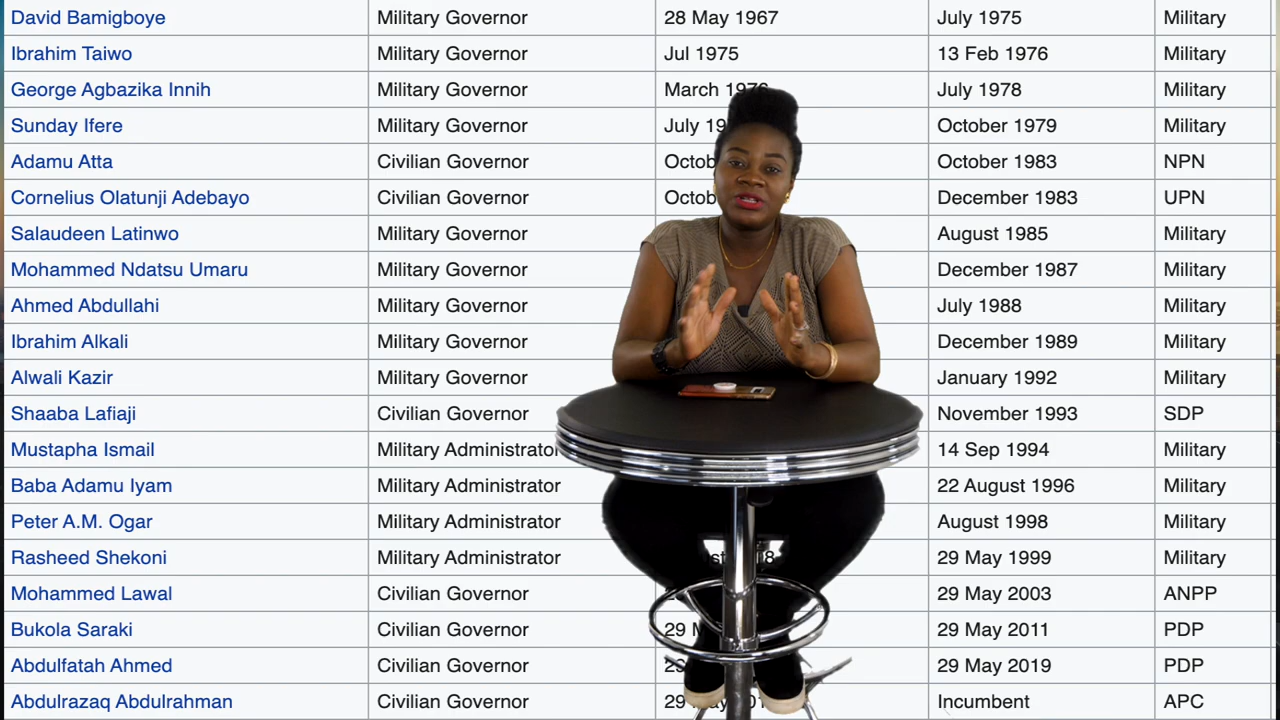 David Bamigboye Military Governor 28 May 1967 July 1975 Military
Ibrahim Taiwo Military Governor Jul 1975 13 Feb 1976 Military
George Agbazika Innih Military Governor March 1976 July 1978 Military
Sunday Ifere Military Governor July October 1979 Military
Adamu Atta Civilian Governor October 1983 NPN
Cornelius Olatunji Adebayo Civilian Governor December 1983 UPN
Salaudeen Latinwo Military Governor August 1985 Military
Mohammed Ndatsu Umaru Military Governor December 1987 Military
Ahmed Abdullahi Military Governor July 1988 Military
Ibrahim Alkali Military Governor December 1989 Military
Alwali Kazir Military Governor January 1992 Military
Shaaba Lafiaji Civilian Governor November 1993 SDP
Mustapha Ismail Military Administrator 14 Sep 1994 Military
Baba Adamu Iyam Military Administrator 22 August 1996 Military
Peter A.M. Ogar Military Administrator August 1998 Military
Rasheed Shekoni Military Administrator 29 May 1999 Military
Mohammed Lawal Civilian Governor 29 May 2003 ANPP
Bukola Saraki Civilian Governor 29 29 May 2011 PDP
Abdulfatah Ahmed Civilian Governor 29 May 2019 PDP
Abdulrazaq Abdulrahman Civilian Governor 29 Incumbent APC